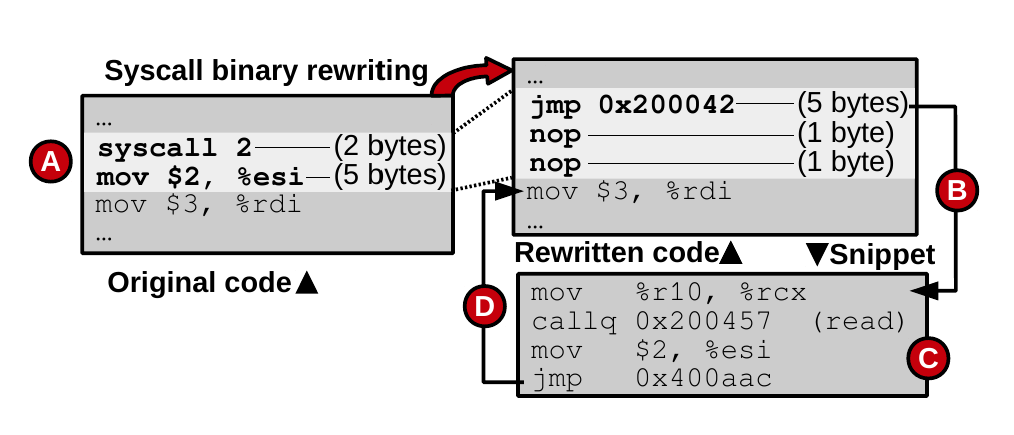 Syscall binary rewriting
A
...
syscall 2 (2 bytes)
mov $2, %esi (5 bytes)
mov $3, %rdi
...
Original code▲
...
jmp 0x200042 (5 bytes)
nop (1 byte)
nop (1 byte)
mov $3, %rdi
...
B
Rewritten code▲
▼Snippet
mov %r10, %rcx
callq 0x200457 (read)
mov $2, %esi
jmp 0x400aac
C
D